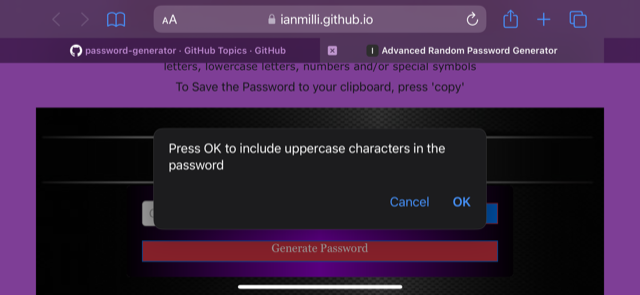 AA
ianmilli.github.io
password-generator · GitHub Topics · GitHub
I
Advanced Random Password Generator
letters, lowercase letters, numbers and/or special symbols
To Save the Password to your clipboard, press 'copy'
Press OK to include uppercase characters in the
password
Cancel
OK
Generate Password